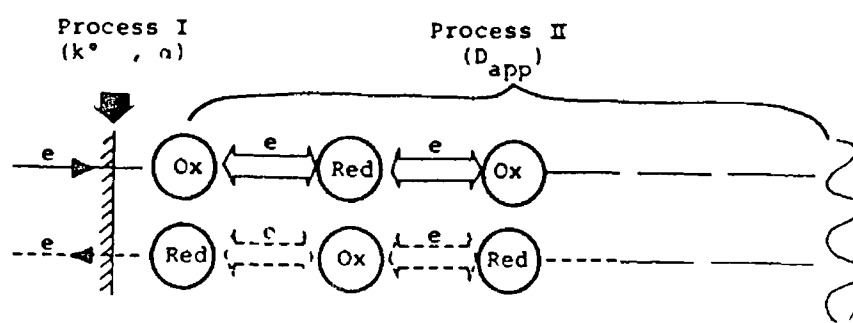 Process I
(k° , α)
Process II
(D_app)
e Ox e Red e Ox
e Red e Ox e Red